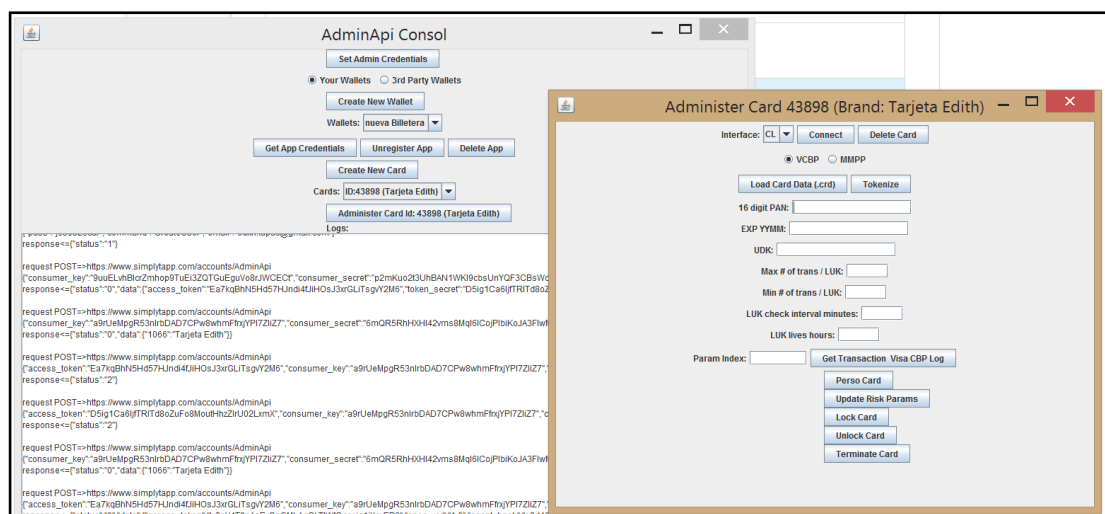 AdminApi Consol
Set Admin Credentials
Your Wallets 3rd Party Wallets
Create New Wallet
Wallets: nueva Billetera
Get App Credentials Unregister App Delete App
Create New Card
Cards: ID:43898 (Tarjeta Edith)
Administer Card Id: 43898 (Tarjeta Edith)
Logs:
response<={"status":"1"}
request POST=>https://www.simplytapp.com/accounts/AdminApi
response<={"status":"0","data":{"access_token":
request POST=>https://www.simplytapp.com/accounts/AdminApi
response<={"status":"0","data":{"1066":"Tarjeta Edith"}}
request POST=>https://www.simplytapp.com/accounts/AdminApi
response<={"status":"2"}
request POST=>https://www.simplytapp.com/accounts/AdminApi
response<={"status":"2"}
request POST=>https://www.simplytapp.com/accounts/AdminApi
response<={"status":"0","data":{"1066":"Tarjeta Edith"}}
request POST=>https://www.simplytapp.com/accounts/AdminApi
Administer Card 43898 (Brand: Tarjeta Edith)
Interface: CL Connect Delete Card
VCBP MMPP
Load Card Data (.crd) Tokenize
16 digit PAN:
EXP YYMM:
UDK:
Max # of trans / LUK:
Min # of trans / LUK:
LUK check interval minutes:
LUK lives hours:
Param Index: Get Transaction Visa CBP Log
Perso Card
Update Risk Params
Lock Card
Unlock Card
Terminate Card